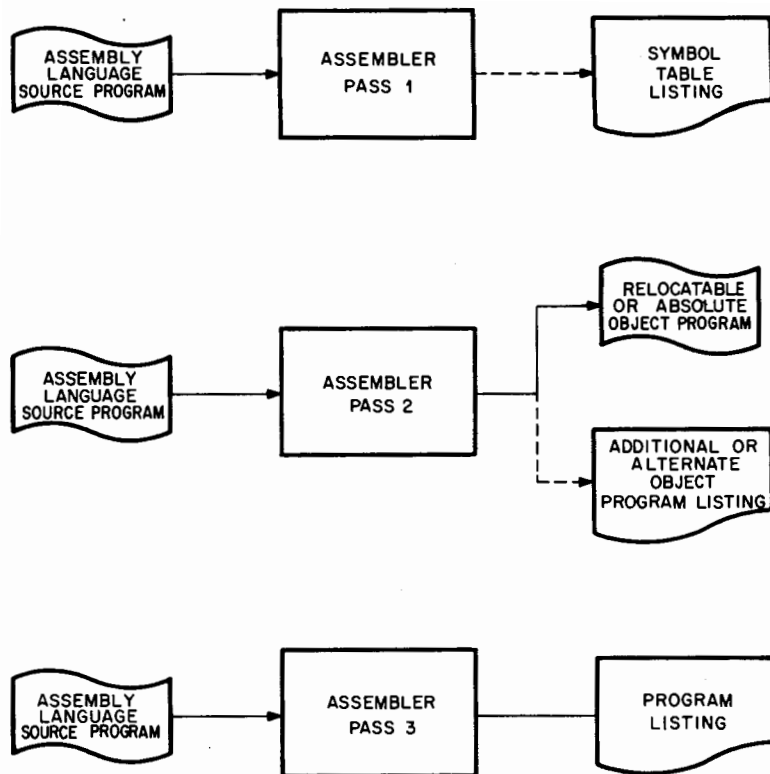 ASSEMBLY
LANGUAGE
SOURCE PROGRAM
ASSEMBLER
PASS 1
SYMBOL
TABLE
LISTING
ASSEMBLY
LANGUAGE
SOURCE PROGRAM
ASSEMBLER
PASS 2
RELOCATABLE
OR ABSOLUTE
OBJECT PROGRAM
ADDITIONAL OR
ALTERNATE
OBJECT
PROGRAM LISTING
ASSEMBLY
LANGUAGE
SOURCE PROGRAM
ASSEMBLER
PASS 3
PROGRAM
LISTING